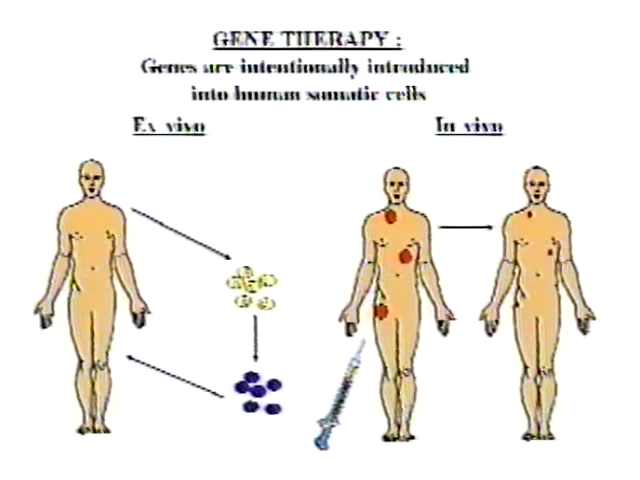 GENE THERAPY :
Genes are intentionally introduced
into human somatic cells
Ex vivo
In vivo